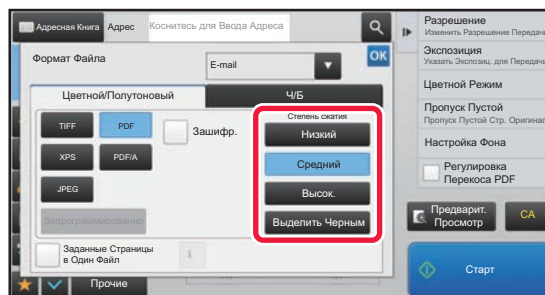 Адресная Книга
Адрес
Коснитесь для Ввода Адреса
Формат Файла
E-mail
OK
Цветной/Полутоновый
Ч/Б
TIFF
PDF
Зашифр.
XPS
PDF/A
JPEG
Запрограммированно
Степень сжатия
Низкий
Средний
Высок.
Выделить Черным
Заданные Страницы
в Один Файл
1
Прочие
Разрешение
Изменить Разрешение Передачи
Экспозиция
Указать Экспозиц. для Передачи
Цветной Режим
Пропуск Пустой
Пропуск Пустой Стр. Оригинал
Настройка Фона
Регулировка
Перекоса PDF
Предварит.
Просмотр
CA
Старт